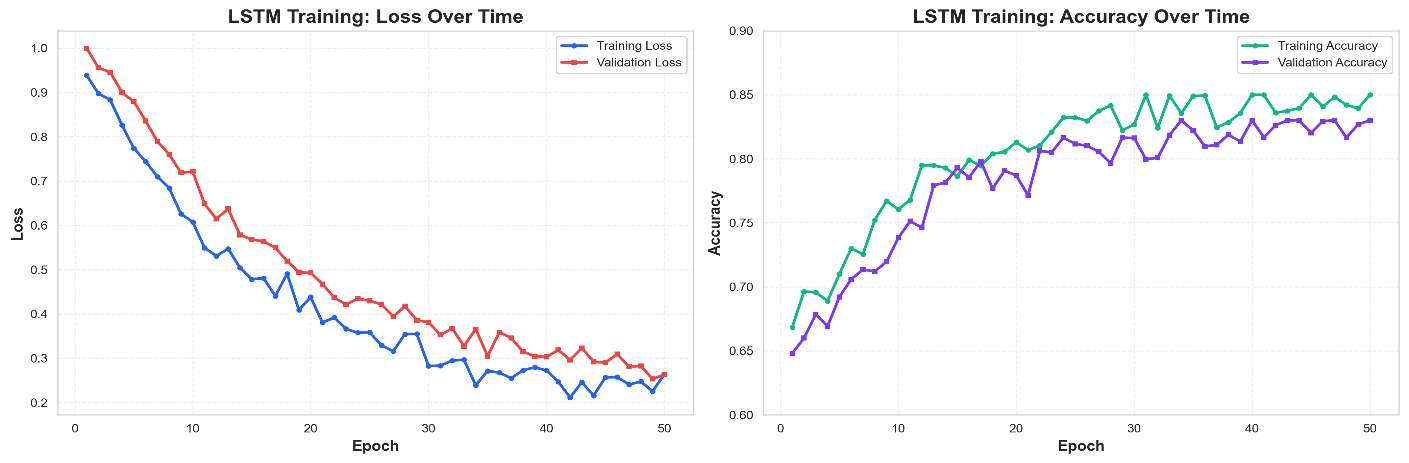 LSTM Training: Loss Over Time
Training Loss
Validation Loss
1.0
0.9
0.8
0.7
0.6
0.5
0.4
0.3
0.2
Loss
0
10
20
30
40
50
Epoch
LSTM Training: Accuracy Over Time
Training Accuracy
Validation Accuracy
0.90
0.85
0.80
0.75
0.70
0.65
0.60
Accuracy
0
10
20
30
40
50
Epoch